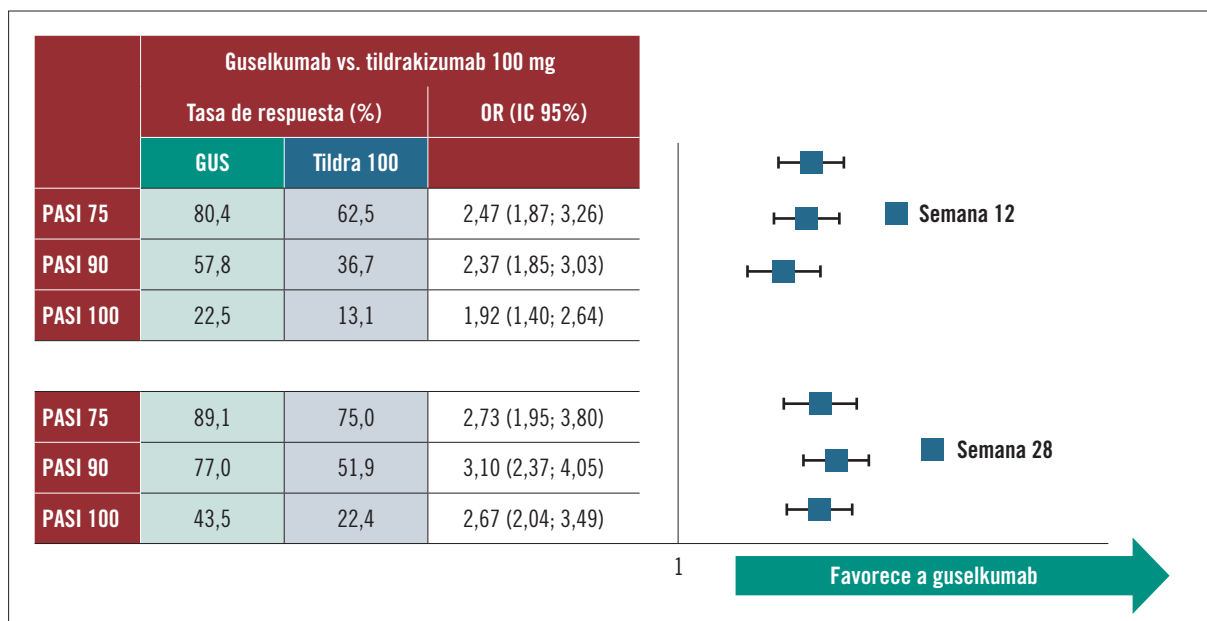 Guselkumab vs. tildrakizumab 100 mg
Tasa de respuesta (%) OR (IC 95%)
GUS Tildra 100
PASI 75 80,4 62,5 2,47 (1,87; 3,26)
Semana 12
PASI 90 57,8 36,7 2,37 (1,85; 3,03)
PASI 100 22,5 13,1 1,92 (1,40; 2,64)
PASI 75 89,1 75,0 2,73 (1,95; 3,80)
PASI 90 77,0 51,9 3,10 (2,37; 4,05)
Semana 28
PASI 100 43,5 22,4 2,67 (2,04; 3,49)
1
Favorece a guselkumab